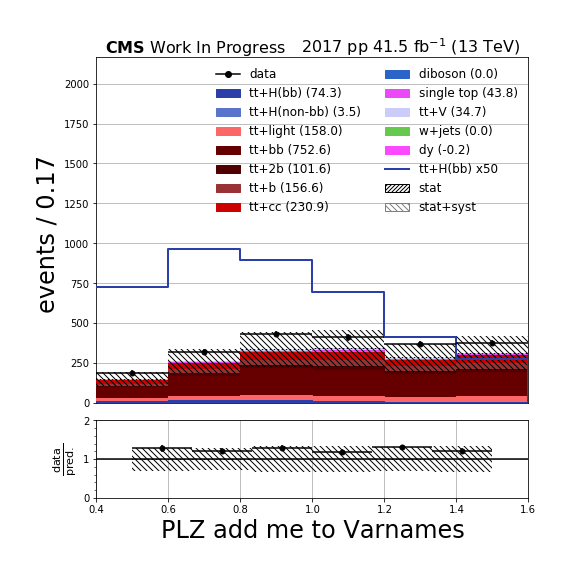 CMS Work In Progress 2017 pp 41.5 fb⁻¹ (13 TeV)
data
tt+H(bb) (74.3)
tt+H(non-bb) (3.5)
tt+light (158.0)
tt+bb (752.6)
tt+2b (101.6)
tt+b (156.6)
tt+cc (230.9)
diboson (0.0)
single top (43.8)
tt+V (34.7)
w+jets (0.0)
dy (-0.2)
tt+H(bb) x50
stat
stat+syst
events / 0.17
2000
1750
1500
1250
1000
750
500
250
0
data
pred.
2
1
0
0.4 0.6 0.8 1.0 1.2 1.4 1.6
PLZ add me to Varnames